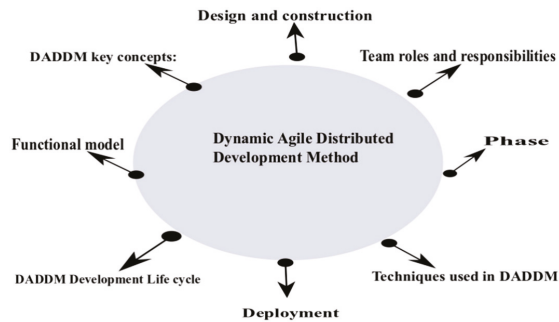 Design and construction
DADDM key concepts:
Team roles and responsibilities
Dynamic Agile Distributed
Development Method
Functional model
Phase
DADDM Development Life cycle
Techniques used in DADDM
Deployment